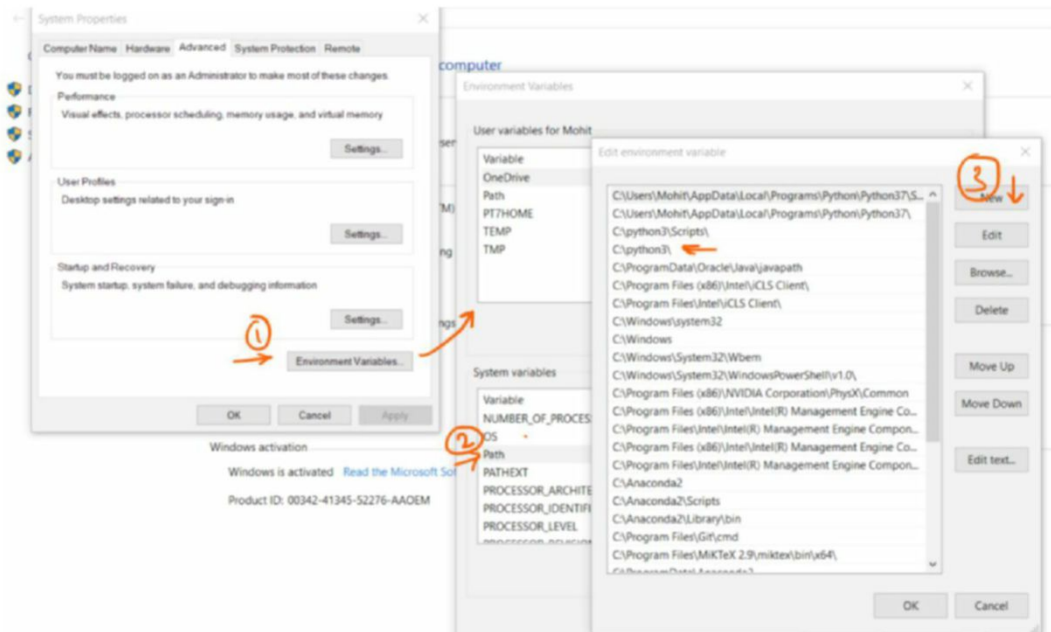 System Properties
Computer Name Hardware Advanced System Protection Remote
You must be logged on as an Administrator to make most of these changes.
Performance
Visual effects, processor scheduling, memory usage, and virtual memory
Settings...
User Profiles
Desktop settings related to your sign-in
Settings...
Startup and Recovery
System startup, system failure, and debugging information
Settings...
1
Environment Variables...
OK Cancel Apply
Windows activation
Windows is activated Read the Microsoft Sof
Product ID: 00342-41345-52276-AAOEM
computer
Environment Variables
User variables for Mohit
Variable
OneDrive
Path
PT7HOME
TEMP
TMP
System variables
Variable
NUMBER_OF_PROCESS
2
OS
Path
PATHEXT
PROCESSOR_ARCHITE
PROCESSOR_IDENTIFI
PROCESSOR_LEVEL
PROCESSOR_REVISION
Edit environment variable
C:\Users\Mohit\AppData\Local\Programs\Python\Python37\S...
C:\Users\Mohit\AppData\Local\Programs\Python\Python37\
C:\python3\Scripts\
C:\python3\
C:\ProgramData\Oracle\Java\javapath
C:\Program Files (x86)\Intel\iCLS Client\
C:\Program Files\Intel\iCLS Client\
C:\Windows\system32
C:\Windows
C:\Windows\System32\Wbem
C:\Windows\System32\WindowsPowerShell\v1.0\
C:\Program Files (x86)\NVIDIA Corporation\PhysX\Common
C:\Program Files (x86)\Intel\Intel(R) Management Engine Co...
C:\Program Files\Intel\Intel(R) Management Engine Compon...
C:\Program Files (x86)\Intel\Intel(R) Management Engine Co...
C:\Program Files\Intel\Intel(R) Management Engine Compon...
C:\Anaconda2
C:\Anaconda2\Scripts
C:\Anaconda2\Library\bin
C:\Program Files\Git\cmd
C:\Program Files\MiKTeX 2.9\miktex\bin\x64\
3
New
Edit
Browse...
Delete
Move Up
Move Down
Edit text...
OK Cancel